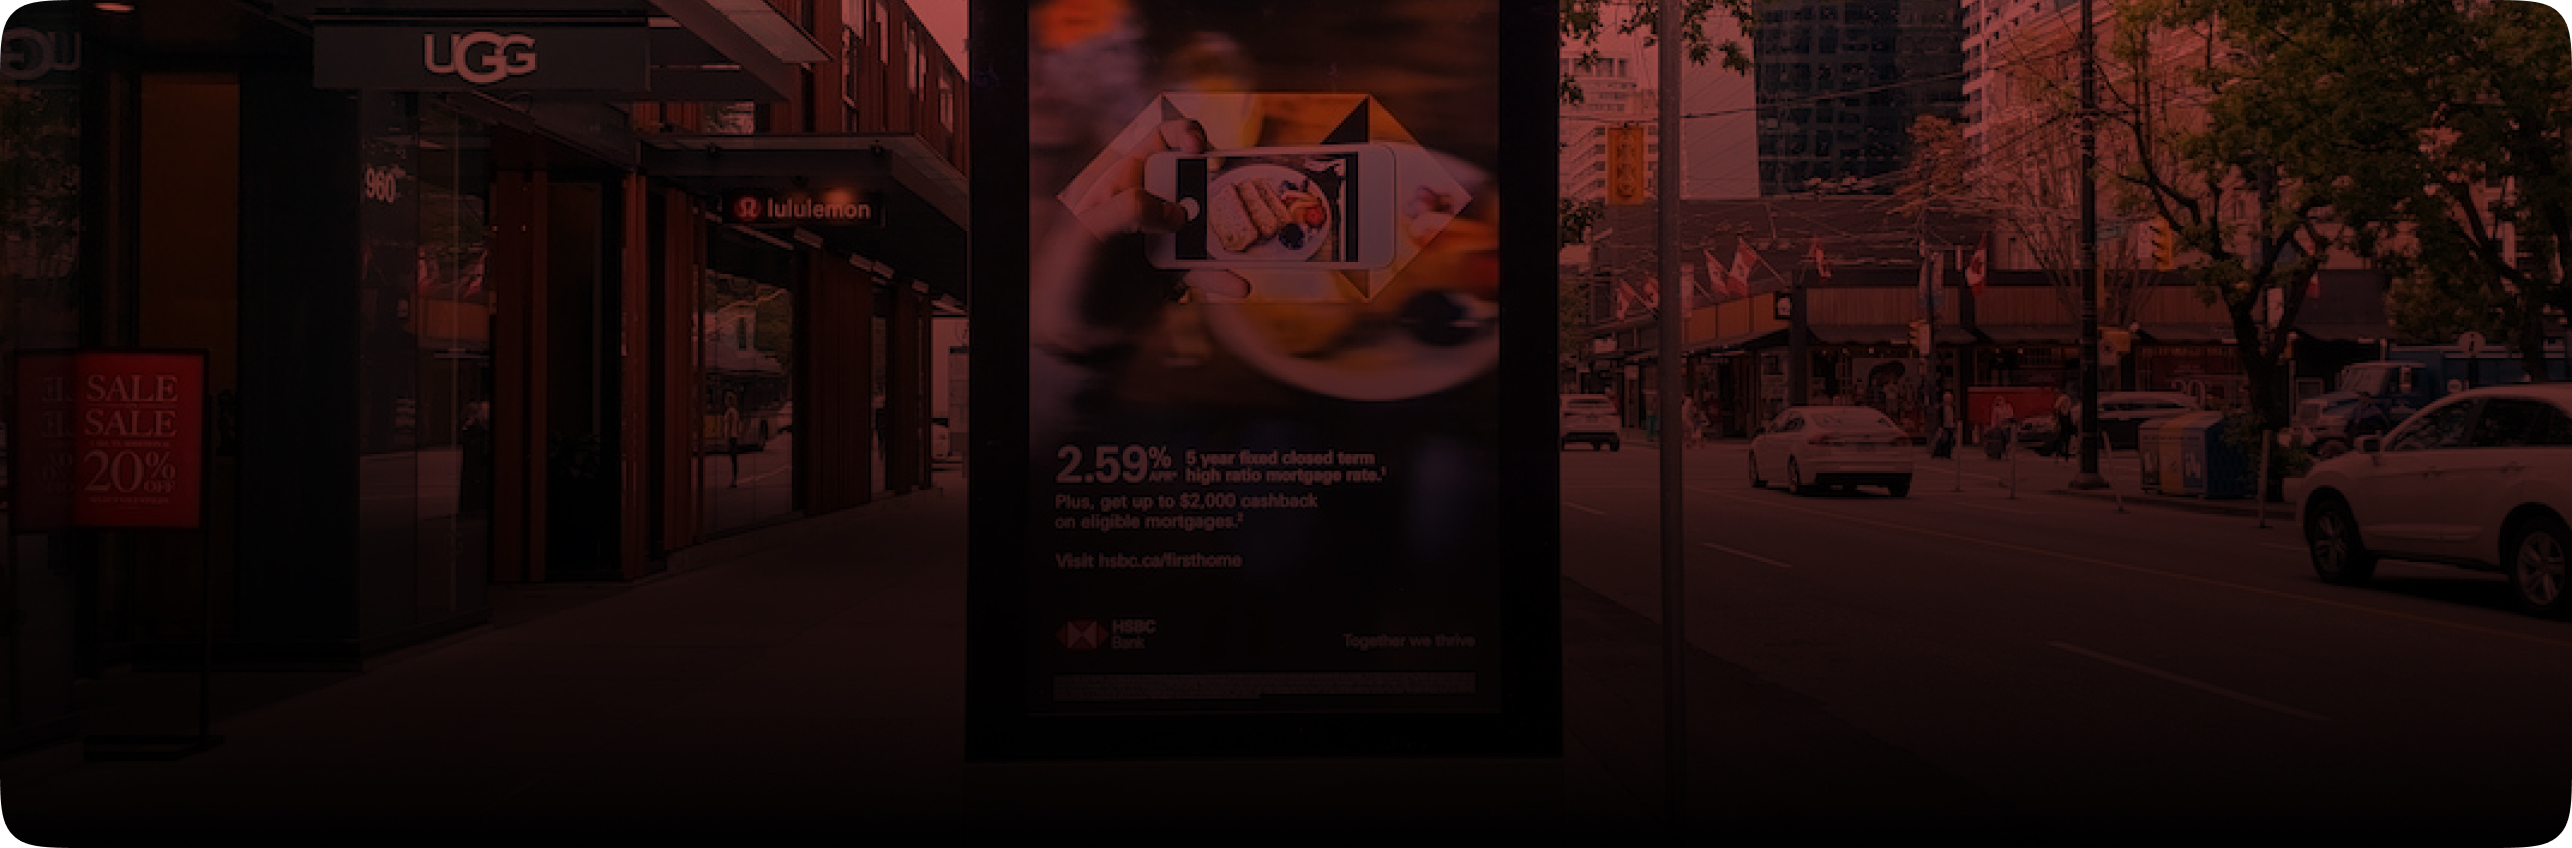 UGG
960
lululemon
SALE
SALE
20% OFF
2.59% APR* 5 year fixed closed term
high ratio mortgage rate.¹
Plus, get up to $2,000 cashback
on eligible mortgages.²
Visit hsbc.ca/firsthome
HSBC
Bank
Together we thrive